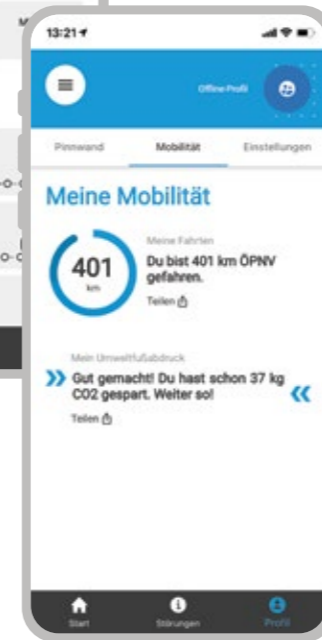 13:21
Offline-Profil
Pinnwand Mobilität Einstellungen
Meine Mobilität
401
km
Meine Fahrten
Du bist 401 km ÖPNV
gefahren.
Teilen
Mein Umweltfußabdruck
Gut gemacht! Du hast schon 37 kg
CO2 gespart. Weiter so!
Teilen
Start Störungen Profil